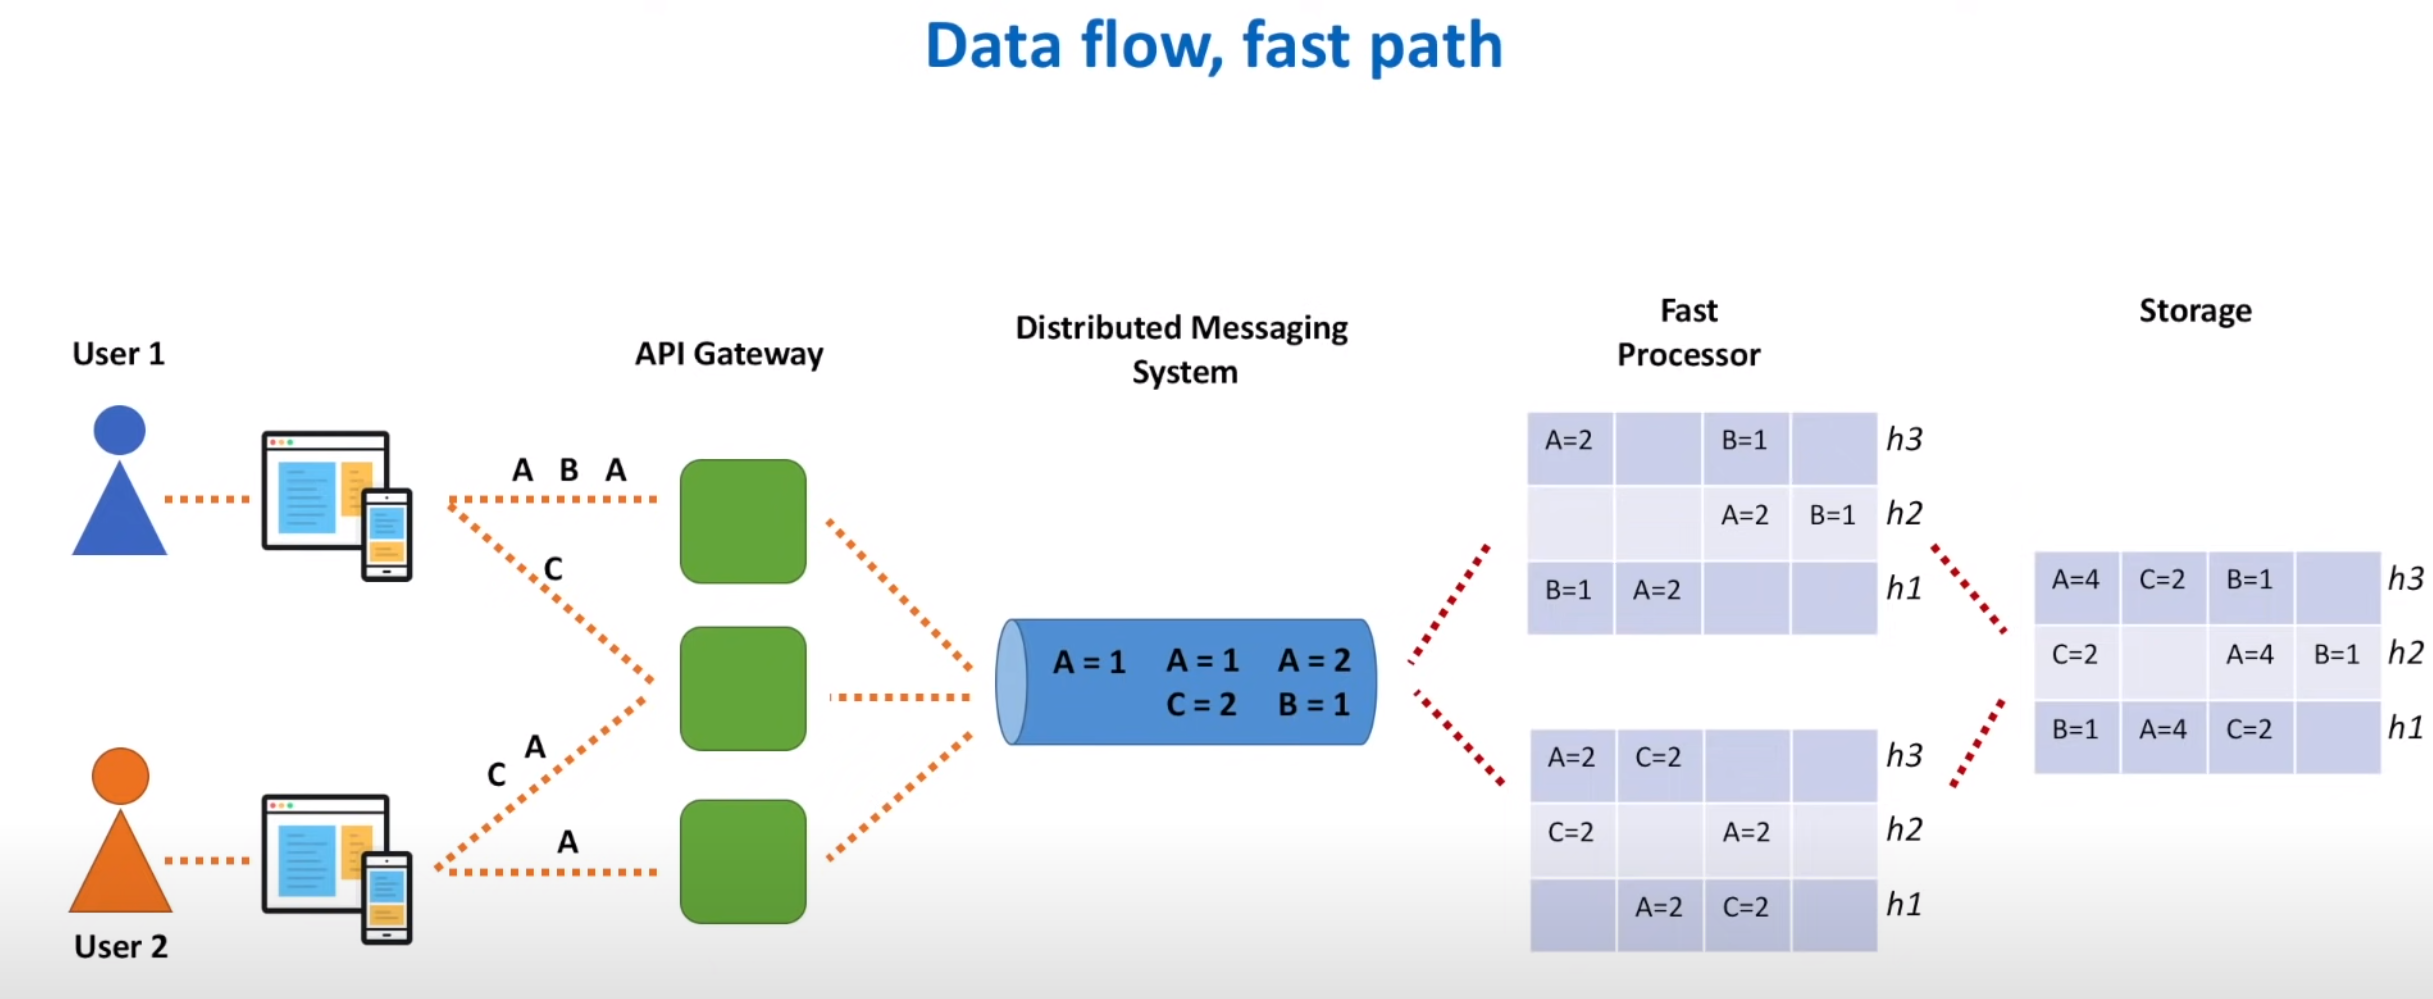 Data flow, fast path
User 1
API Gateway
Distributed Messaging
System
Fast
Processor
Storage
A B A
C
C A
A
User 2
A = 1 A = 1 A = 2
C = 2 B = 1
A=2 B=1 h3
A=2 B=1 h2
B=1 A=2 h1
A=2 C=2 h3
C=2 A=2 h2
A=2 C=2 h1
A=4 C=2 B=1 h3
C=2 A=4 B=1 h2
B=1 A=4 C=2 h1